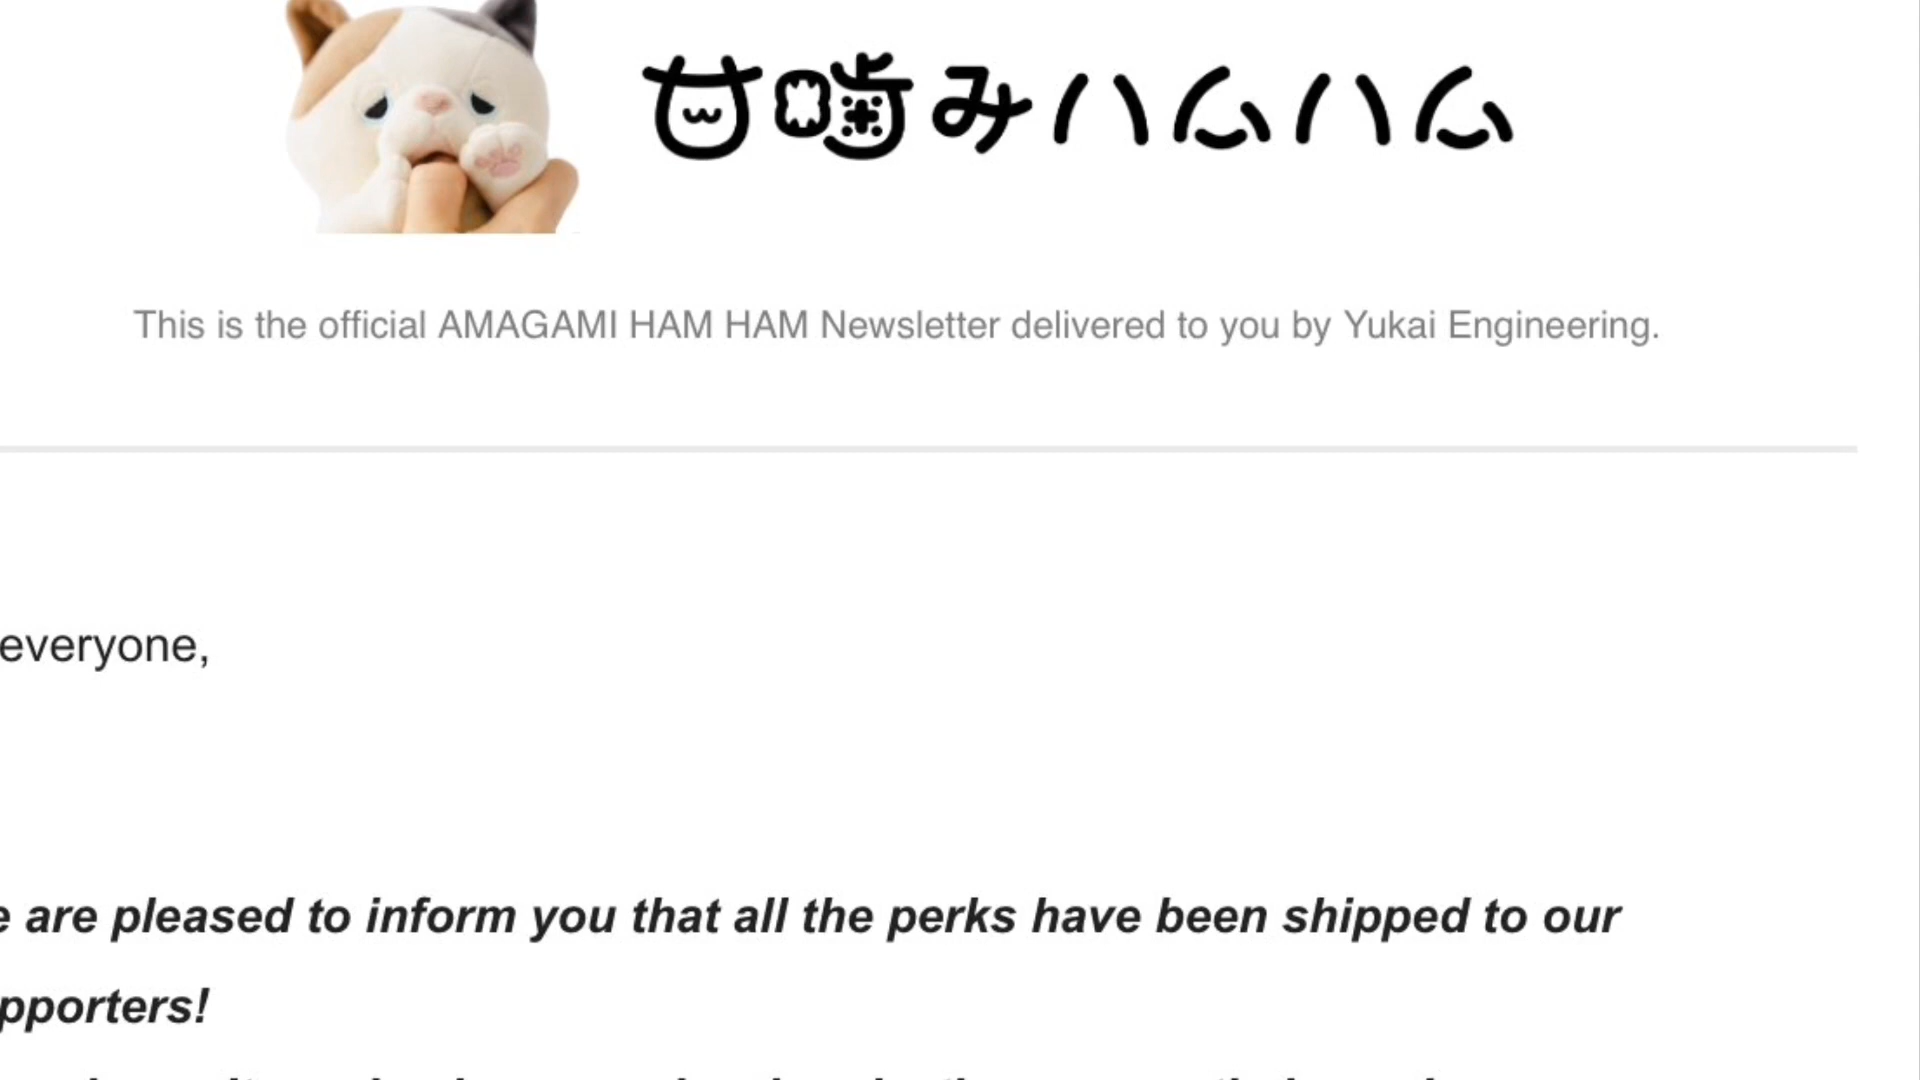 甘噛みハムハム
This is the official AMAGAMI HAM HAM Newsletter delivered to you by Yukai Engineering.
everyone,
are pleased to inform you that all the perks have been shipped to our
pporters!